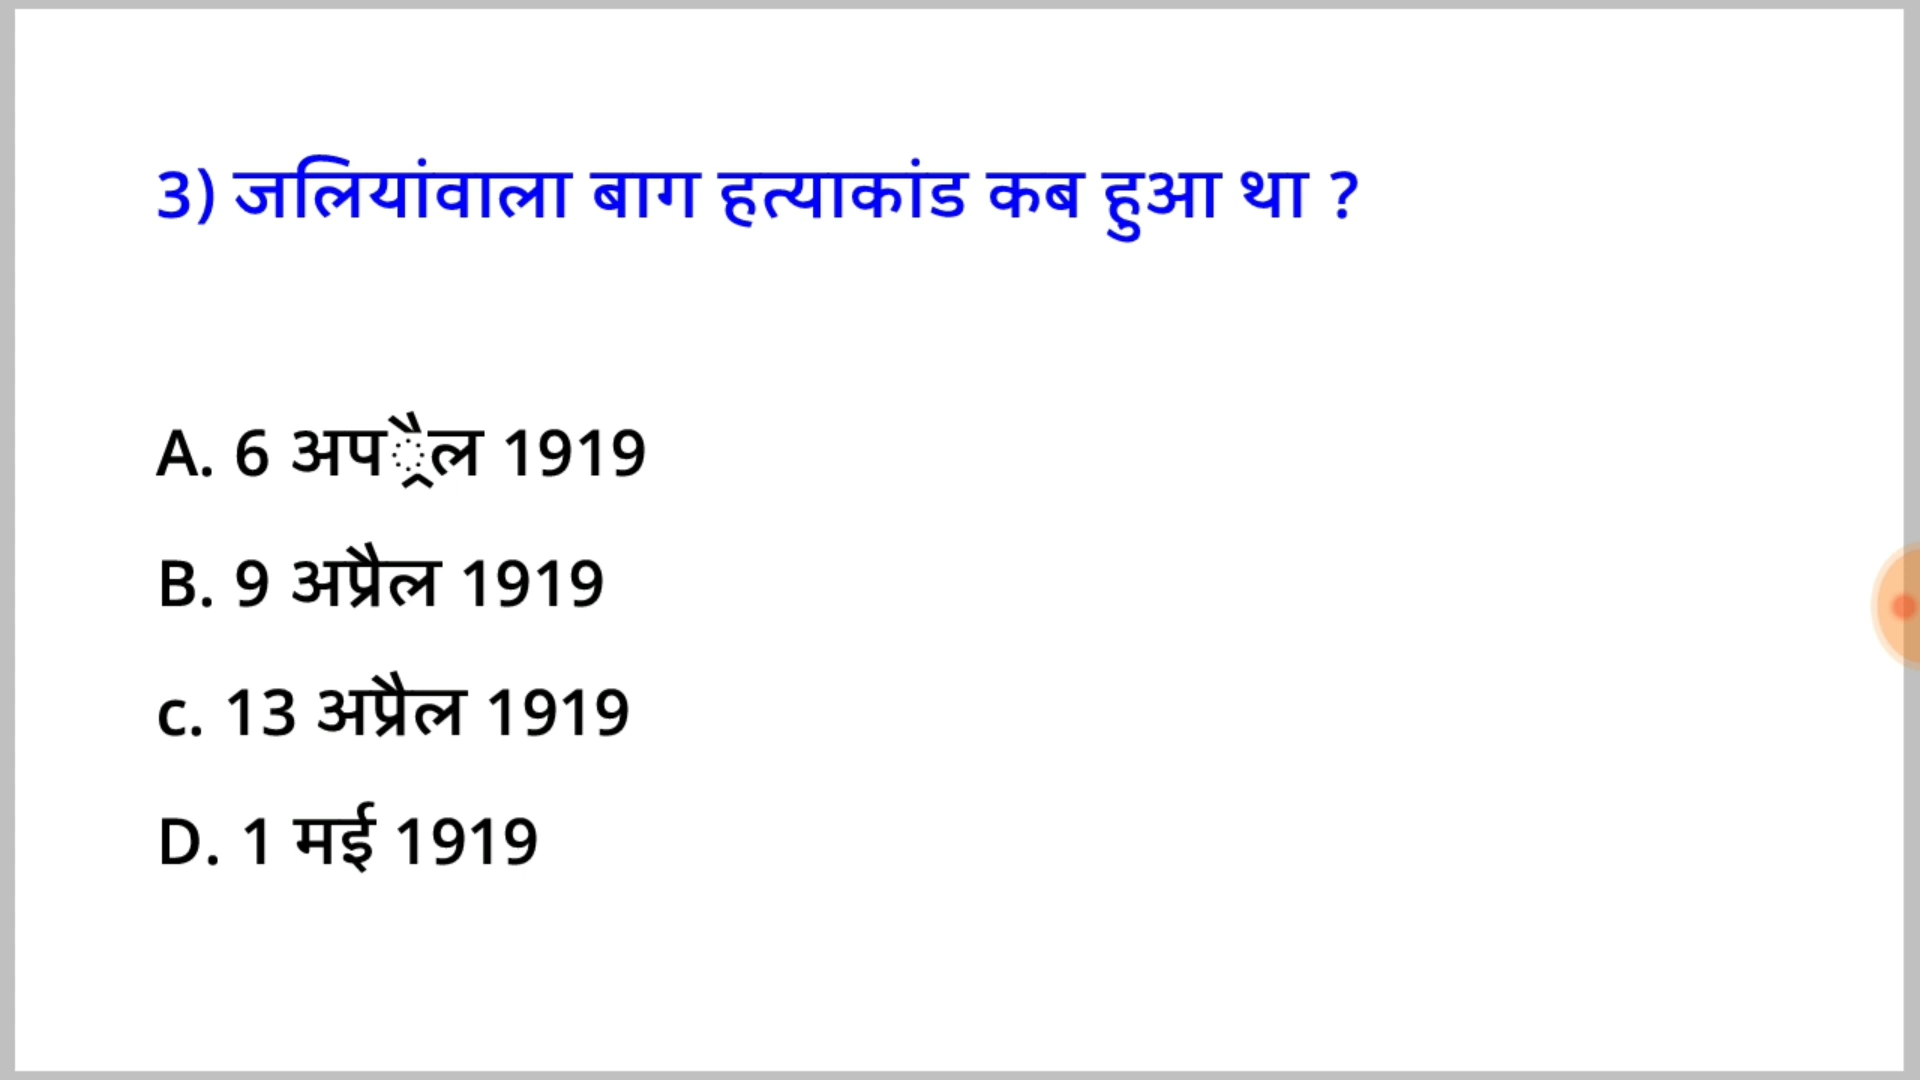 3) जलियांवाला बाग हत्याकांड कब हुआ था ?
A. 6 अप्रैल 1919
B. 9 अप्रैल 1919
c. 13 अप्रैल 1919
D. 1 मई 1919